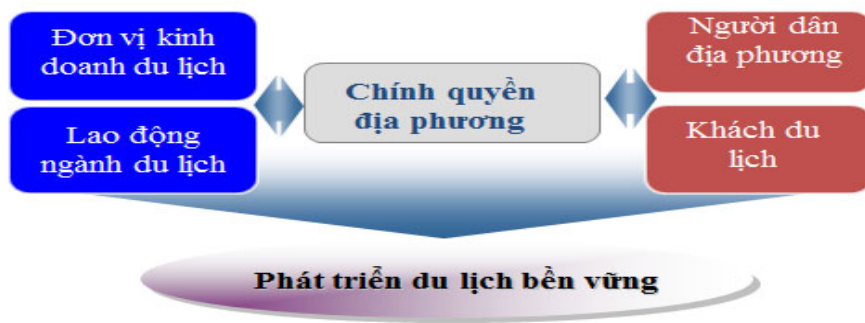 Đơn vị kinh
doanh du lịch
Lao động
ngành du lịch
Chính quyền
địa phương
Người dân
địa phương
Khách du
lịch
Phát triển du lịch bền vững